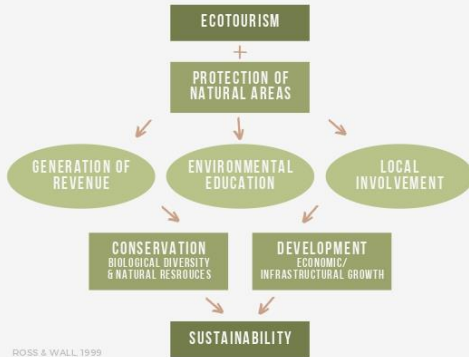 ECOTOURISM
+
PROTECTION OF
NATURAL AREAS
GENERATION OF
REVENUE
ENVIRONMENTAL
EDUCATION
LOCAL
INVOLVEMENT
CONSERVATION
BIOLOGICAL DIVERSITY
& NATURAL RESROUCES
DEVELOPMENT
ECONOMIC/
INFRASTRUCTURAL GROWTH
SUSTAINABILITY
ROSS & WALL, 1999